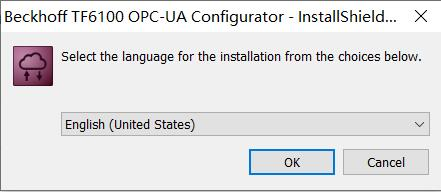 Beckhoff TF6100 OPC-UA Configurator - InstallShield...
Select the language for the installation from the choices below.
English (United States)
OK
Cancel